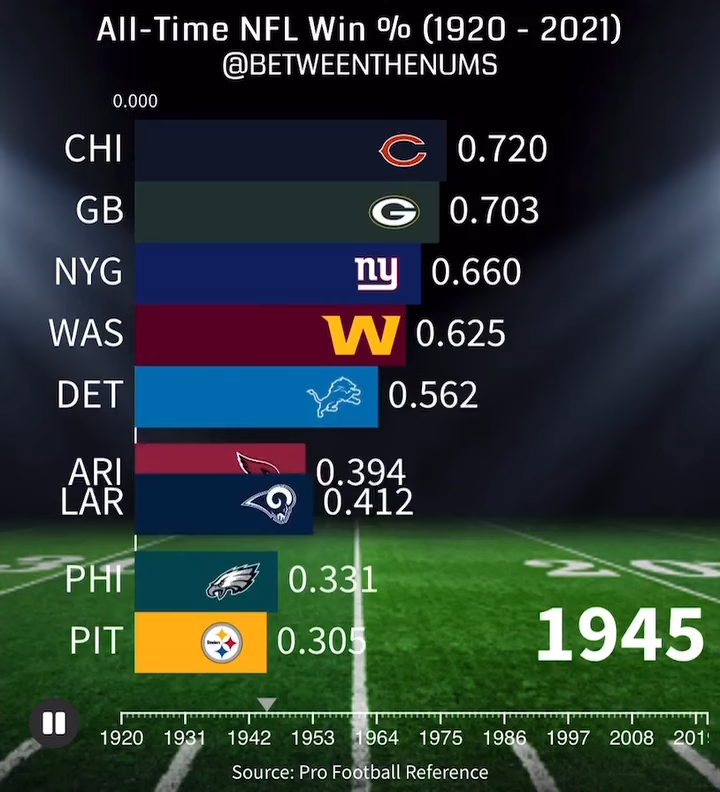 All-Time NFL Win % (1920 - 2021)
@BETWEENTHENUMS
0.000
CHI 0.720
GB G 0.703
NYG ny 0.660
WAS W 0.625
DET 0.562
ARI 0.394
LAR 0.412
PHI 0.331
PIT Steelers 0.305
1945
1920 1931 1942 1953 1964 1975 1986 1997 2008 201
Source: Pro Football Reference